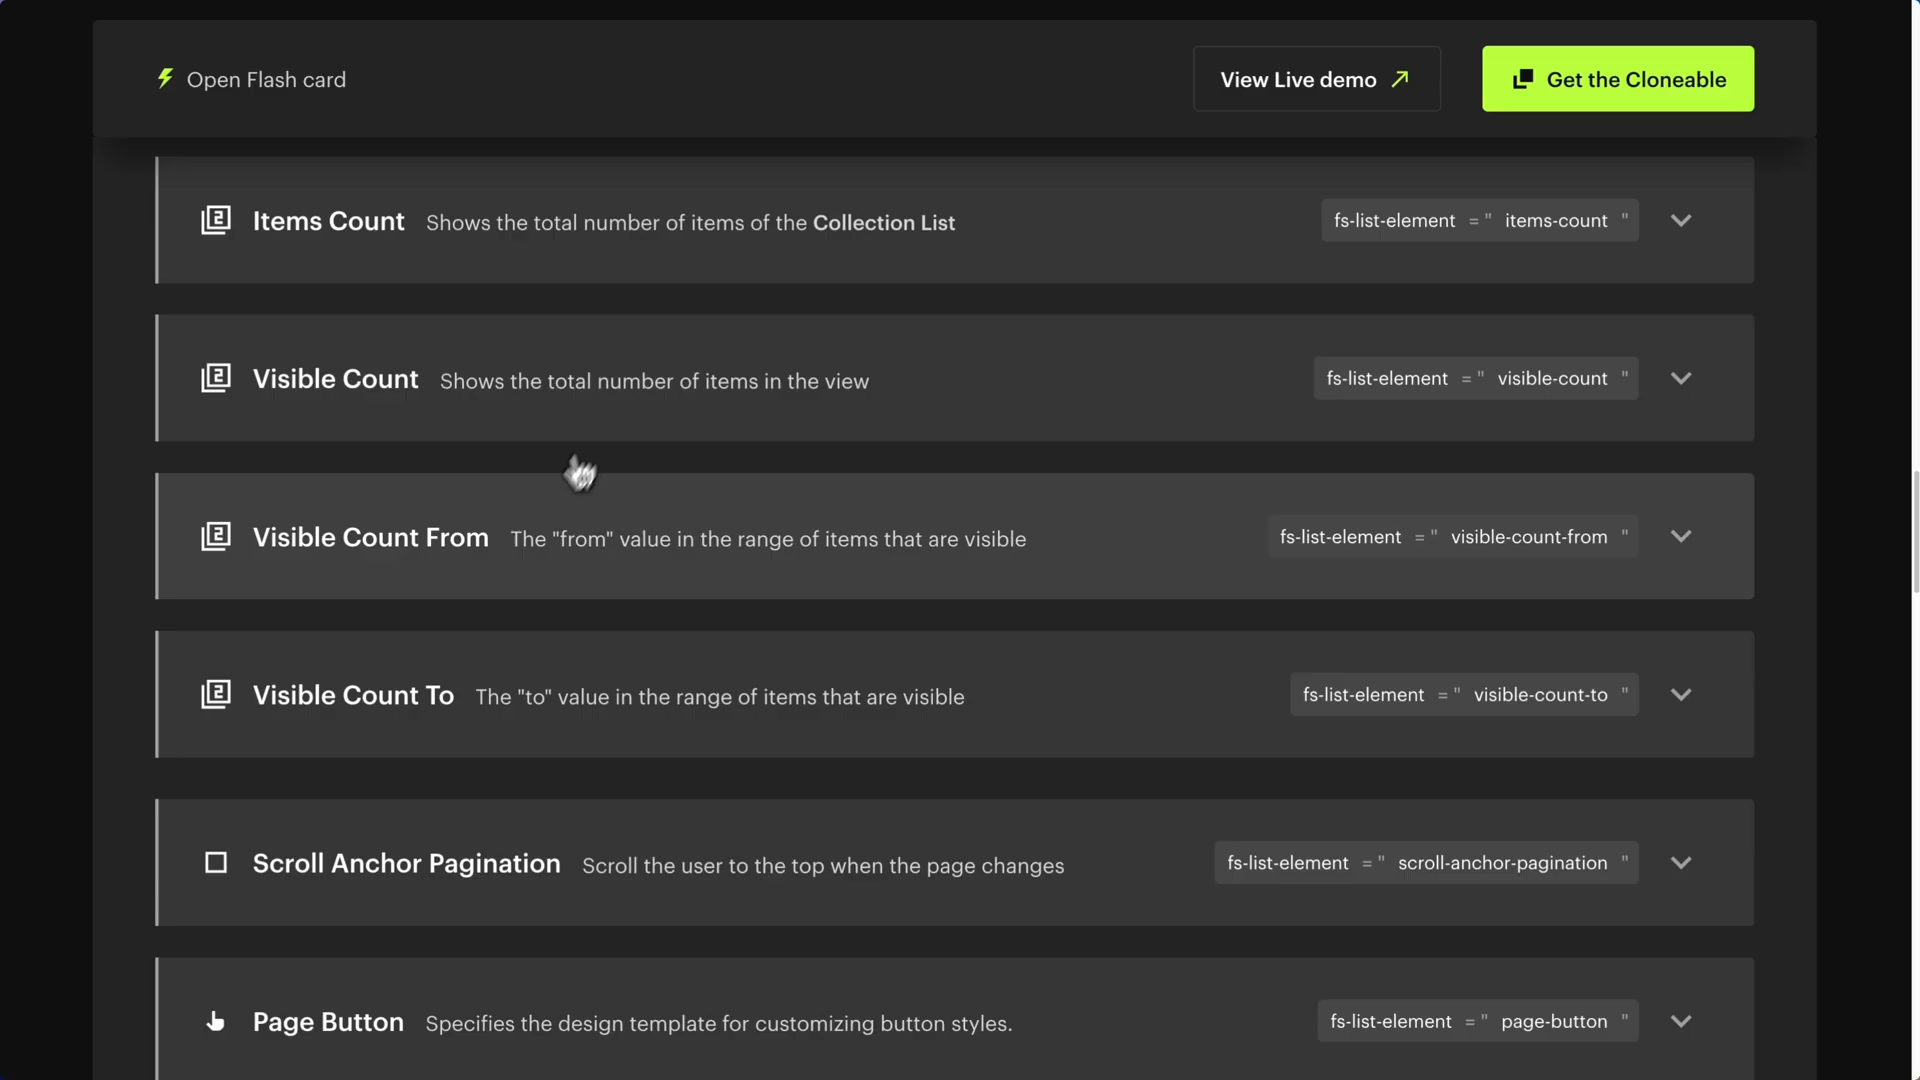 Open Flash card
View Live demo
Get the Cloneable
Items Count Shows the total number of items of the Collection List fs-list-element = " items-count "
Visible Count Shows the total number of items in the view fs-list-element = " visible-count "
Visible Count From The "from" value in the range of items that are visible fs-list-element = " visible-count-from "
Visible Count To The "to" value in the range of items that are visible fs-list-element = " visible-count-to "
Scroll Anchor Pagination Scroll the user to the top when the page changes fs-list-element = " scroll-anchor-pagination "
Page Button Specifies the design template for customizing button styles. fs-list-element = " page-button "